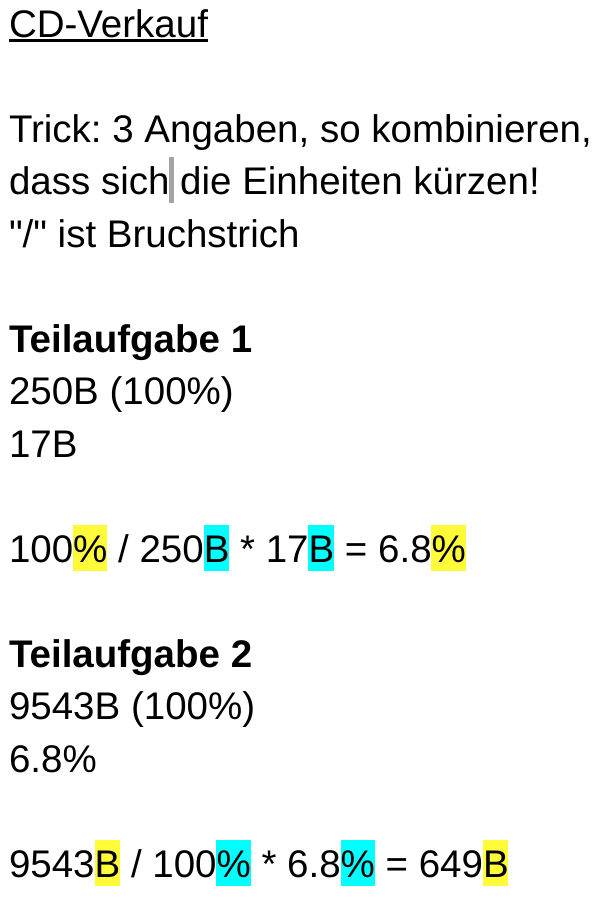 CD-Verkauf
Trick: 3 Angaben, so kombinieren,
dass sich die Einheiten kürzen!
"/" ist Bruchstrich
Teilaufgabe 1
250B (100%)
17B
100% / 250B * 17B = 6.8%
Teilaufgabe 2
9543B (100%)
6.8%
9543B / 100% * 6.8% = 649B